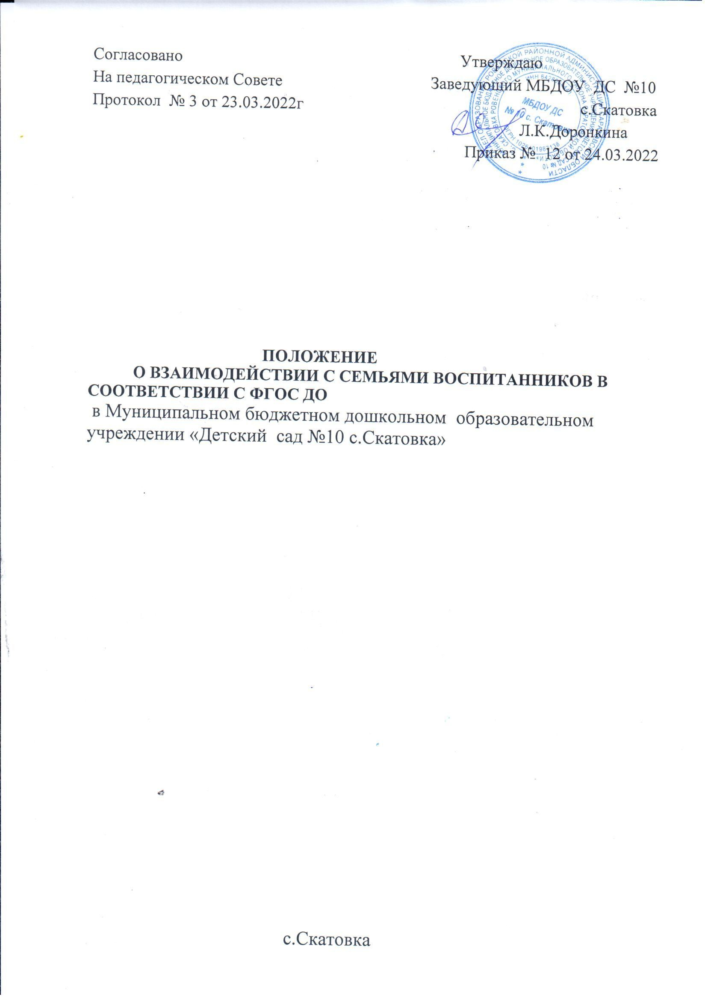 Согласовано
На педагогическом Совете
Протокол  № 3 от 23.03.2022г
Утверждаю
Заведующий МБДОУ  ДС  №10
с.Скатовка
Л.К.Доронкина
Приказ №  12 от 24.03.2022
МБДОУ ДС
№ 10 с. Скатовка
ПОЛОЖЕНИЕ
О ВЗАИМОДЕЙСТВИИ С СЕМЬЯМИ ВОСПИТАННИКОВ В
СООТВЕТСТВИИ С ФГОС ДО
в Муниципальном бюджетном дошкольном  образовательном
учреждении «Детский  сад №10 с.Скатовка»
с.Скатовка